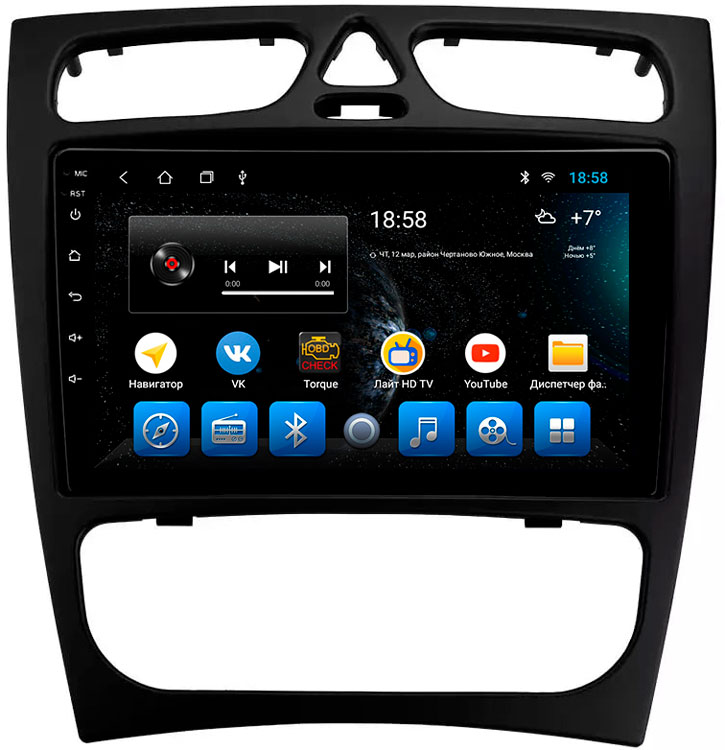 MIC
18:58
RST
18:58
+7°
ЧТ, 12 мар, район Чертаново Южное, Москва
Днём +8°
Ночью +5°
0:00
0:00
OBD
CHECK
Навигатор
VK
Torque
Лайт HD TV
YouTube
Диспетчер фа..